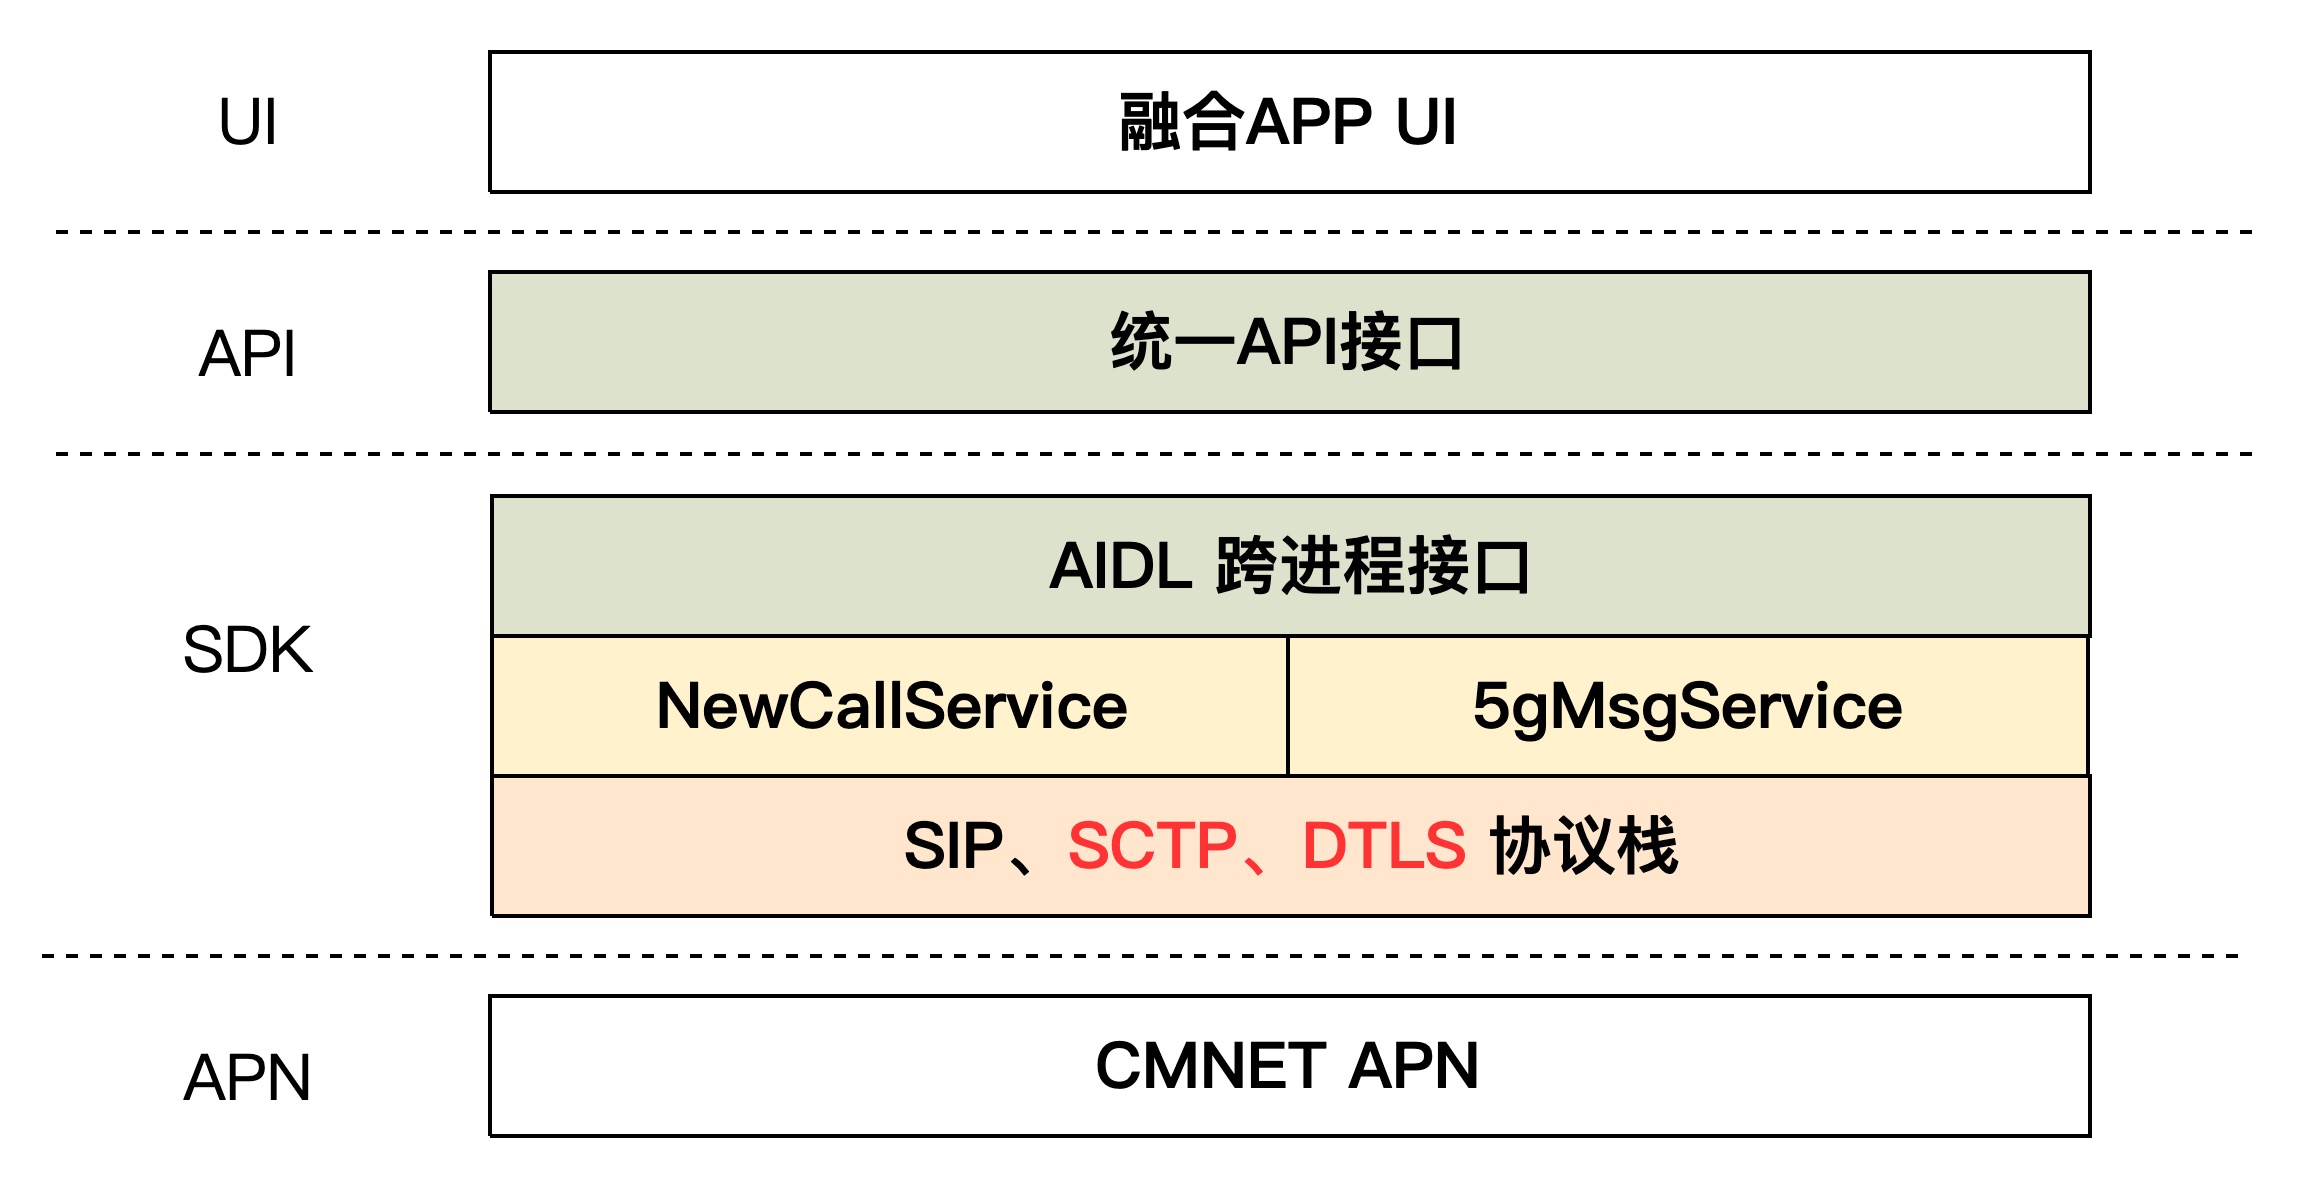 UI
融合APP UI
API
统一API接口
SDK
AIDL 跨进程接口
NewCallService
5gMsgService
SIP、SCTP、DTLS 协议栈
APN
CMNET APN